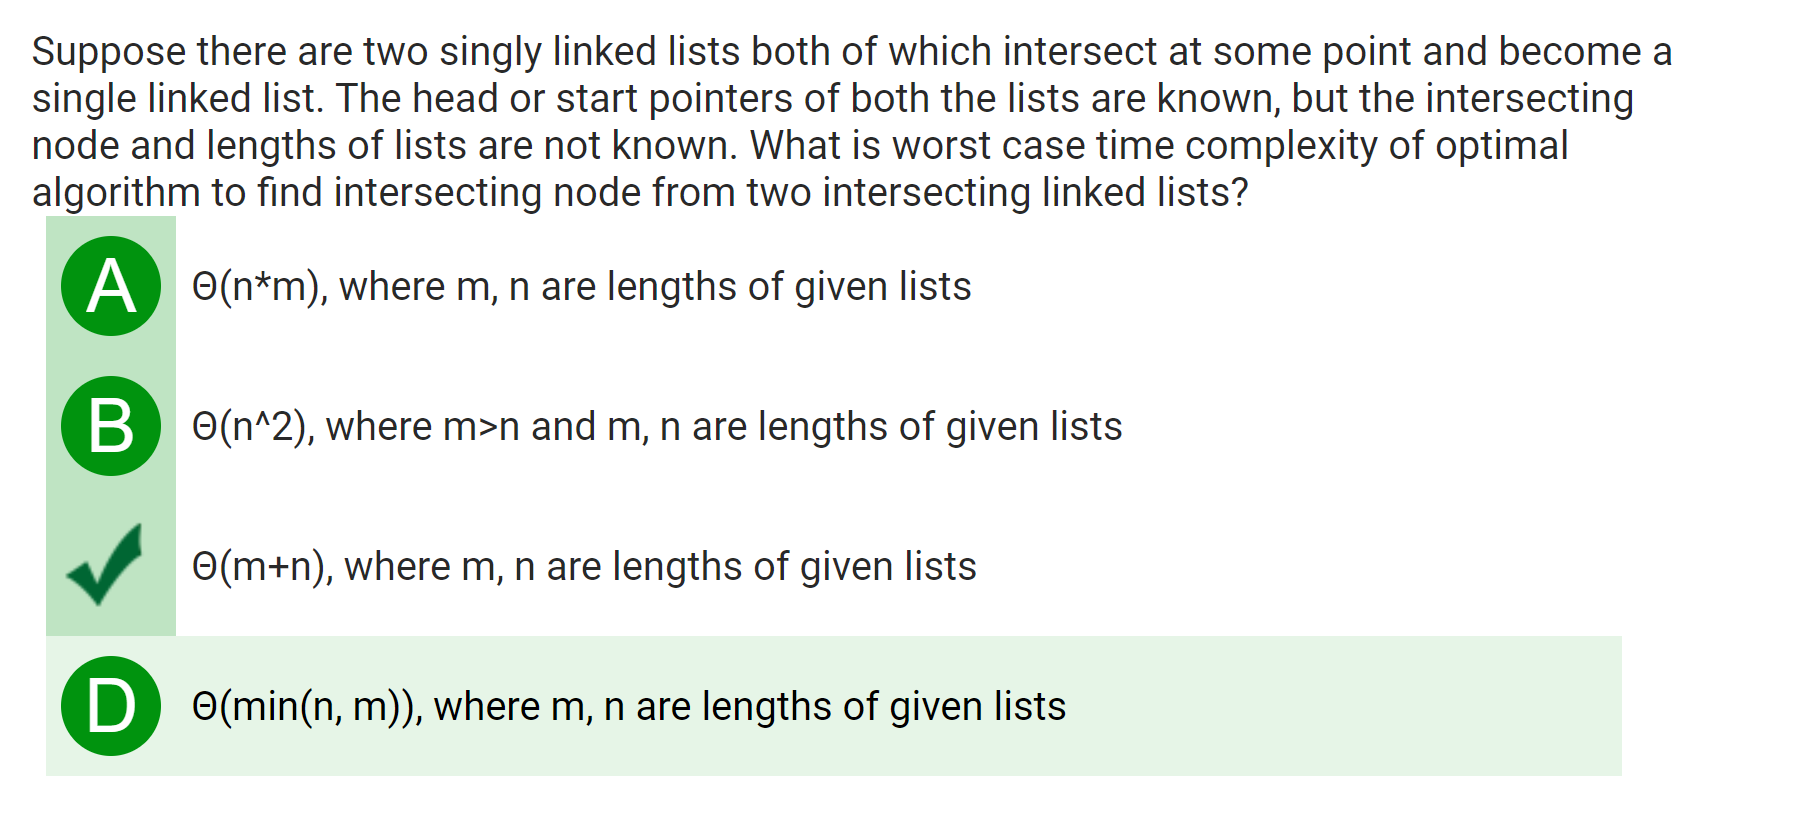 Suppose there are two singly linked lists both of which intersect at some point and become a
single linked list. The head or start pointers of both the lists are known, but the intersecting
node and lengths of lists are not known. What is worst case time complexity of optimal
algorithm to find intersecting node from two intersecting linked lists?
A Θ(n*m), where m, n are lengths of given lists
B Θ(n^2), where m>n and m, n are lengths of given lists
Θ(m+n), where m, n are lengths of given lists
D Θ(min(n, m)), where m, n are lengths of given lists